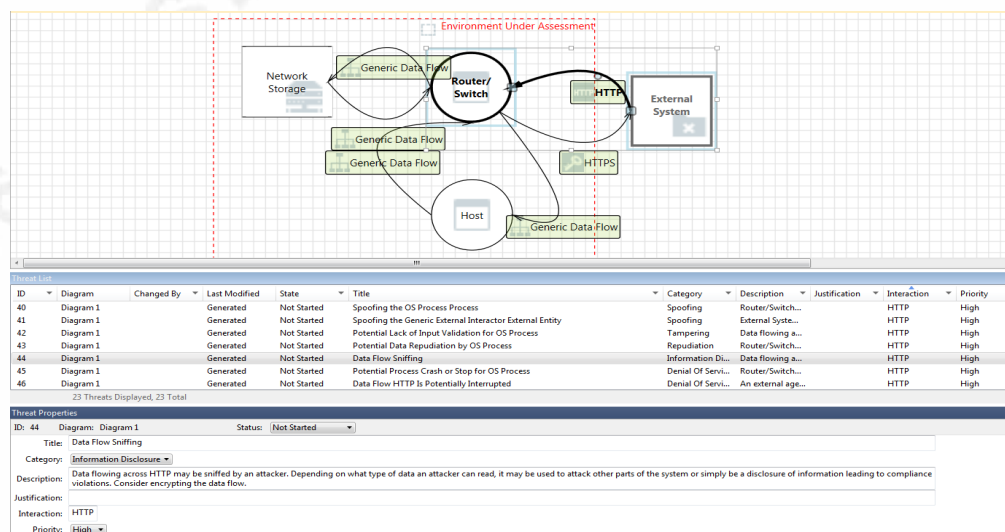 Environment Under Assessment
Network
Storage
Generic Data Flow
Router/
Switch
HTTP
External
System
Generic Data Flow
Generic Data Flow
HTTPS
Host
Generic Data Flow
Threat List
ID Diagram Changed By Last Modified State Title Category Description Justification Interaction Priority
40 Diagram 1 Generated Not Started Spoofing the OS Process Process Spoofing Router/Switch... HTTP High
41 Diagram 1 Generated Not Started Spoofing the Generic External Interactor External Entity Spoofing External Syste... HTTP High
42 Diagram 1 Generated Not Started Potential Lack of Input Validation for OS Process Tampering Data flowing a... HTTP High
43 Diagram 1 Generated Not Started Potential Data Repudiation by OS Process Repudiation Router/Switch... HTTP High
44 Diagram 1 Generated Not Started Data Flow Sniffing Information Di... Data flowing a... HTTP High
45 Diagram 1 Generated Not Started Potential Process Crash or Stop for OS Process Denial Of Servi... Router/Switch... HTTP High
46 Diagram 1 Generated Not Started Data Flow HTTP Is Potentially Interrupted Denial Of Servi... An external age... HTTP High
23 Threats Displayed, 23 Total
Threat Properties
ID: 44 Diagram: Diagram 1 Status: Not Started
Title: Data Flow Sniffing
Category: Information Disclosure
Description: Data flowing across HTTP may be sniffed by an attacker. Depending on what type of data an attacker can read, it may be used to attack other parts of the system or simply be a disclosure of information leading to compliance
violations. Consider encrypting the data flow.
Justification:
Interaction: HTTP
Priority: High